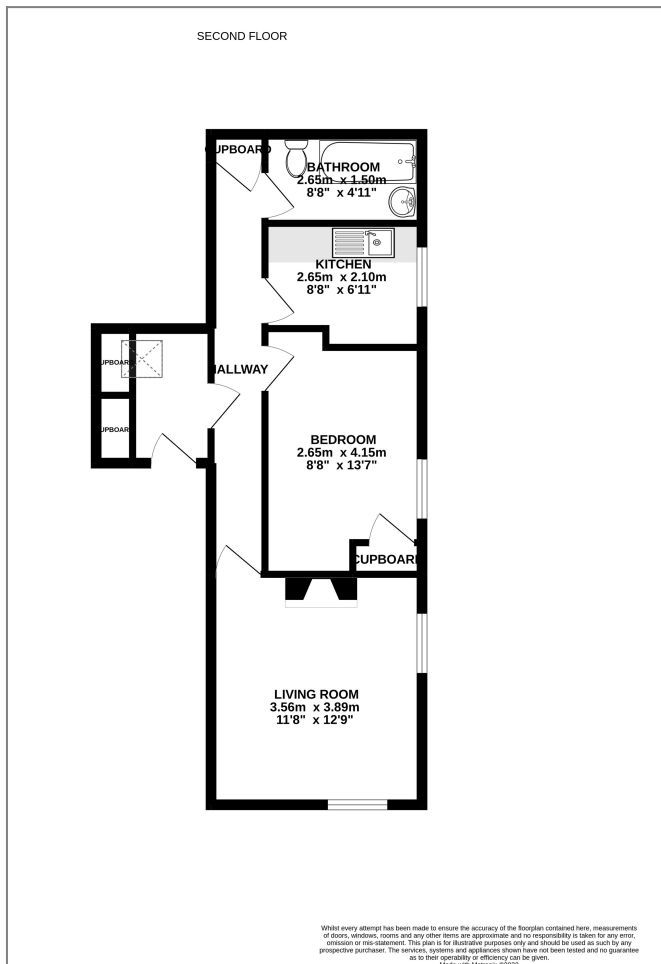 SECOND FLOOR
CUPBOARD
BATHROOM
2.65m x 1.50m
8'8" x 4'11"
KITCHEN
2.65m x 2.10m
8'8" x 6'11"
UPBOARD
HALLWAY
UPBOARD
BEDROOM
2.65m x 4.15m
8'8" x 13'7"
CUPBOARD
LIVING ROOM
3.56m x 3.89m
11'8" x 12'9"
Whilst every attempt has been made to ensure the accuracy of the floorplan contained here, measurements
of doors, windows, rooms and any other items are approximate and no responsibility is taken for any error,
omission or mis-statement. This plan is for illustrative purposes only and should be used as such by any
prospective purchaser. The services, systems and appliances shown have not been tested and no guarantee
as to their operability or efficiency can be given.
Made with Metropix ©2020